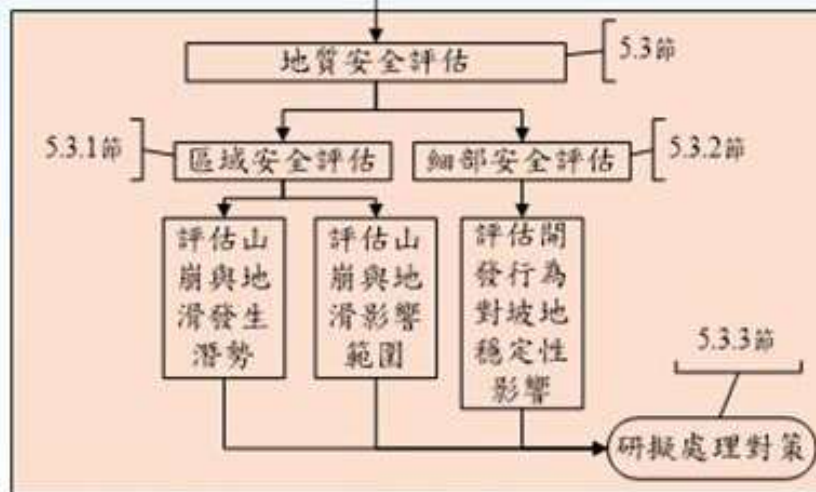 地質安全評估
5.3節
5.3.1節
區域安全評估
細部安全評估
5.3.2節
評估山
崩與地
滑發生
潛勢
評估山
崩與地
滑影響
範圍
評估開
發行為
對坡地
穩定性
影響
5.3.3節
研擬處理對策